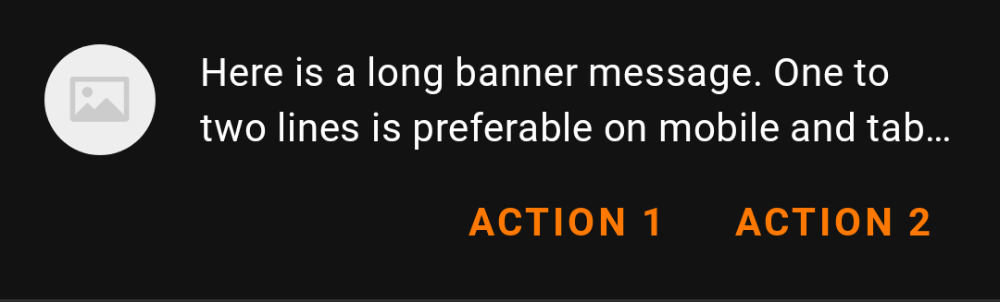 Here is a long banner message. One to
two lines is preferable on mobile and tab…
ACTION 1 ACTION 2